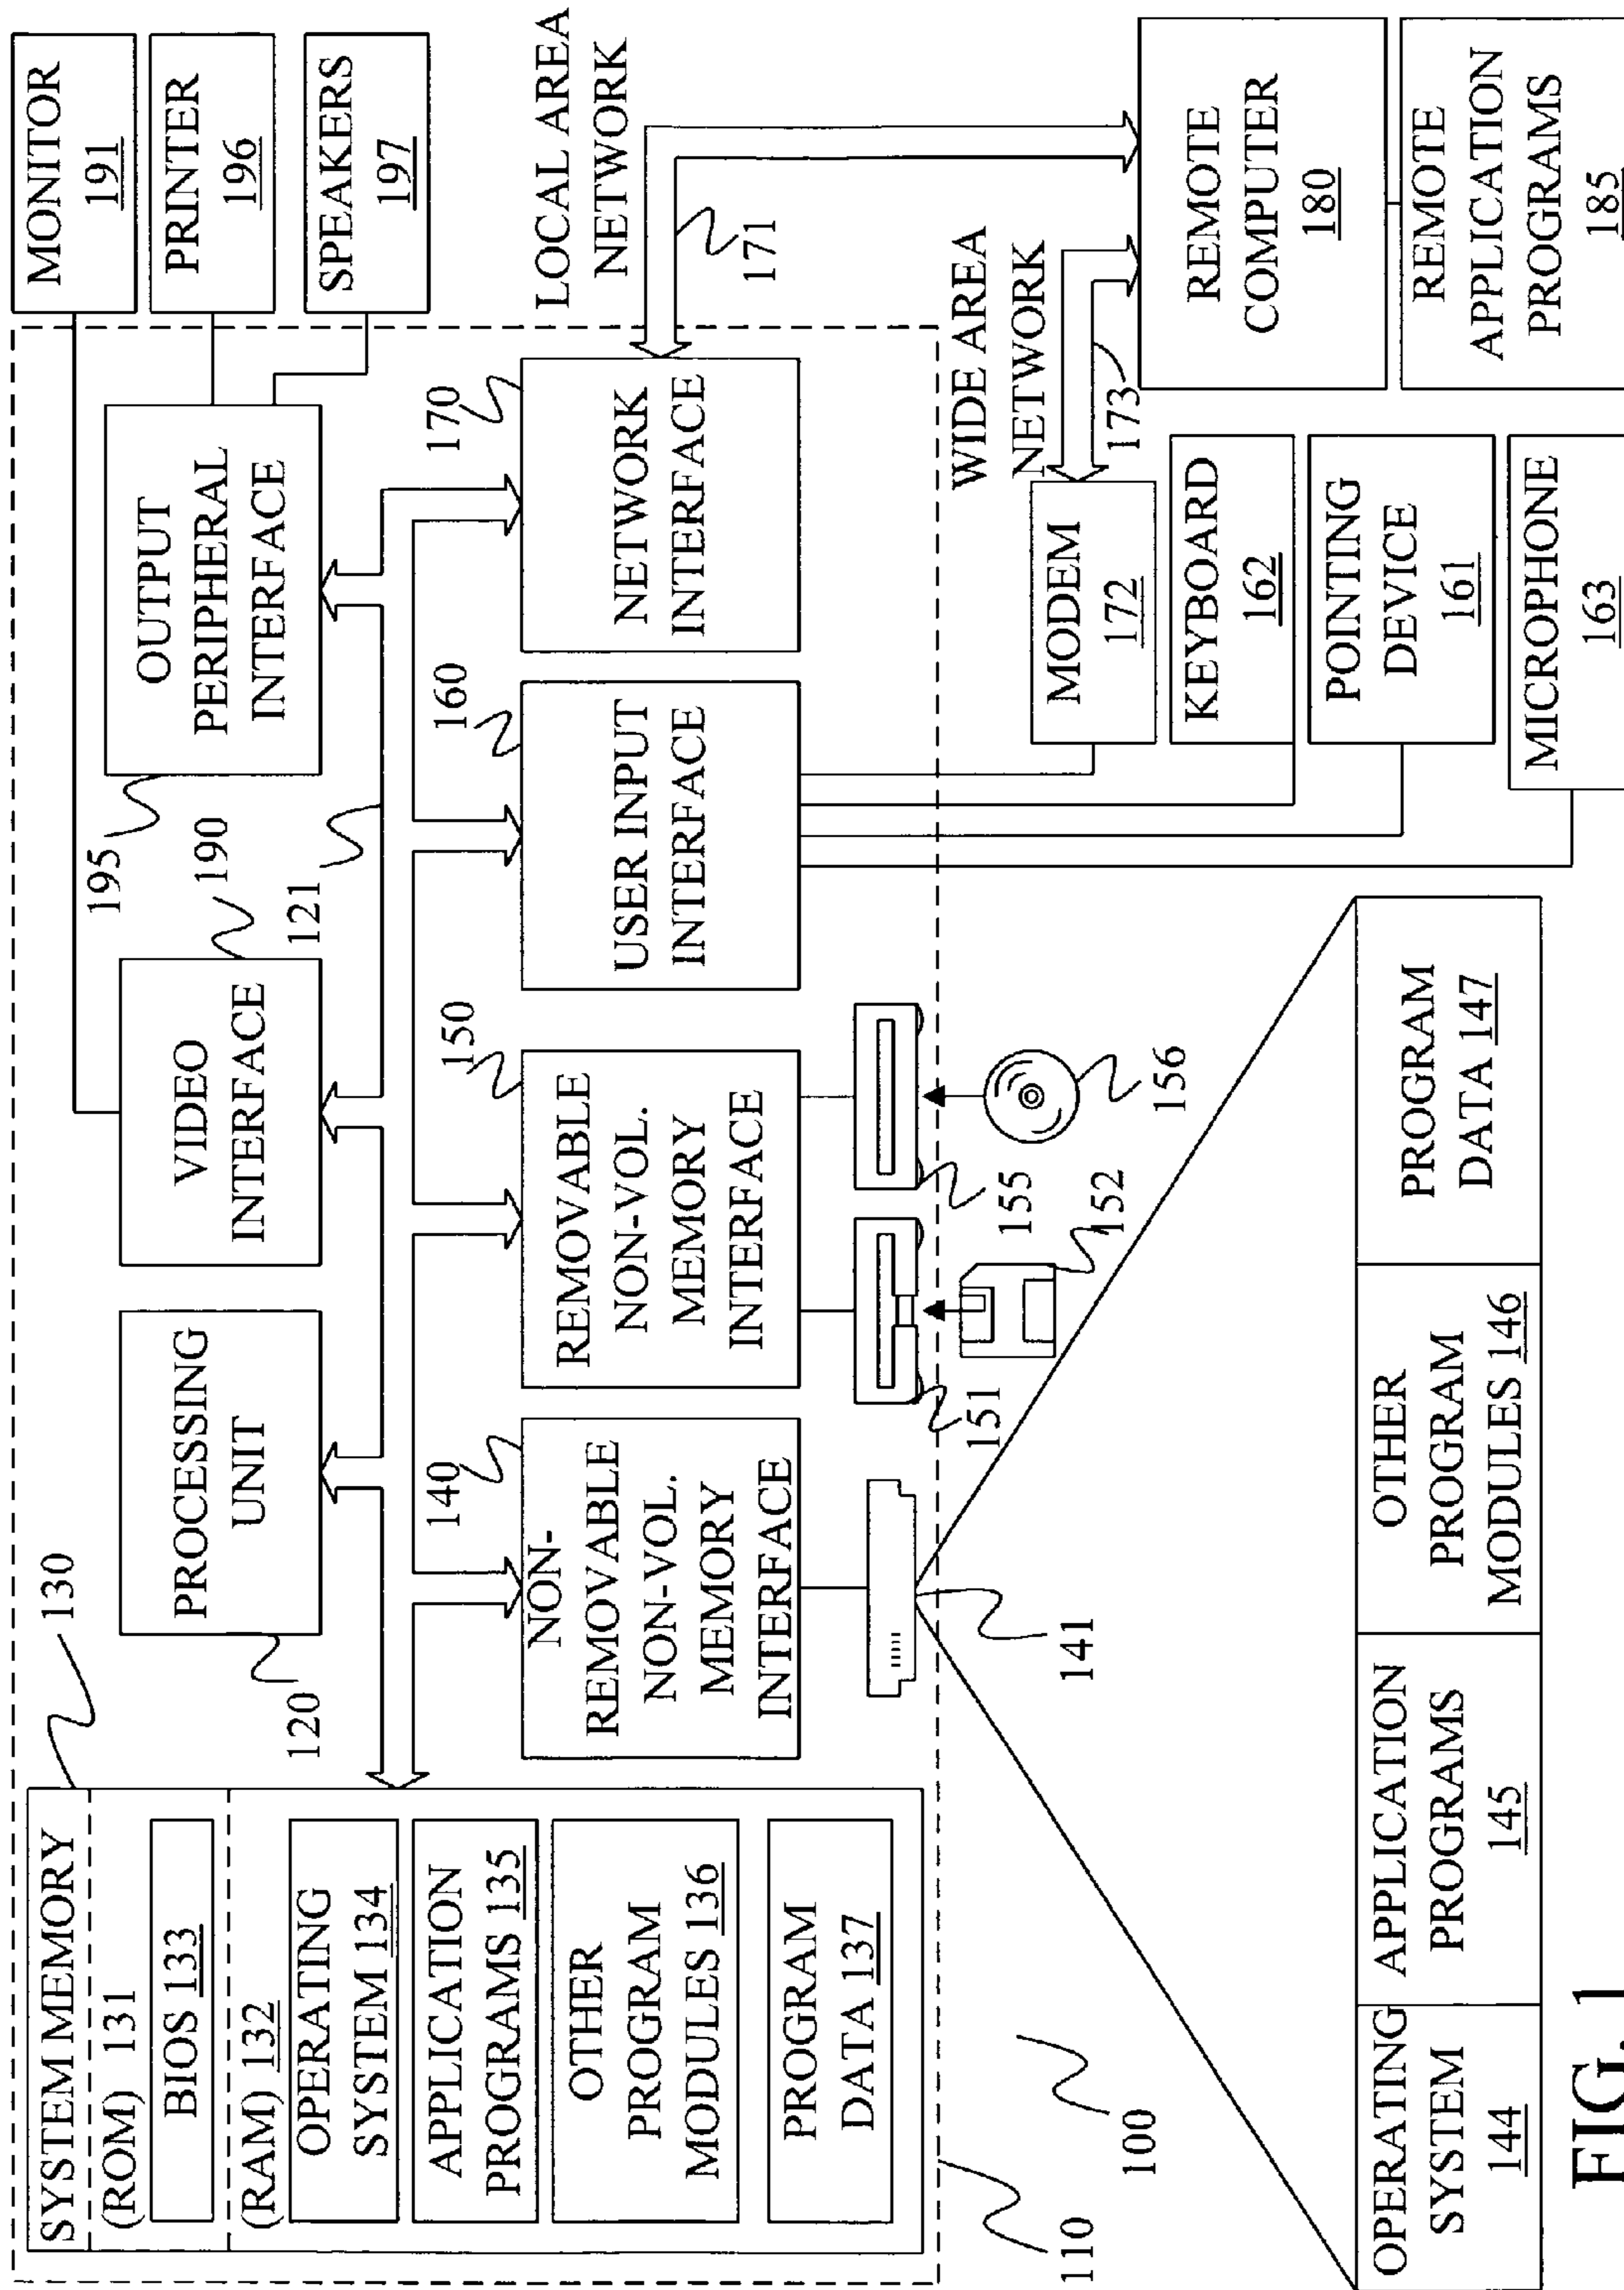 SYSTEM MEMORY
(ROM) 131
BIOS 133
(RAM) 132
OPERATING
SYSTEM 134
APPLICATION
PROGRAMS 135
OTHER
PROGRAM
MODULES 136
PROGRAM
DATA 137
130
PROCESSING
UNIT
120
VIDEO
INTERFACE
190
121
OUTPUT
PERIPHERAL
INTERFACE
195
MONITOR
191
PRINTER
196
SPEAKERS
197
NON-
REMOVABLE
NON-VOL.
MEMORY
INTERFACE
140
REMOVABLE
NON-VOL.
MEMORY
INTERFACE
150
USER INPUT
INTERFACE
160
NETWORK
INTERFACE
170
LOCAL AREA
NETWORK
171
141
151
152
155
156
WIDE AREA
NETWORK
173
MODEM
172
KEYBOARD
162
POINTING
DEVICE
161
MICROPHONE
163
REMOTE
COMPUTER
180
REMOTE
APPLICATION
PROGRAMS
185
110
100
OPERATING
SYSTEM
144
APPLICATION
PROGRAMS
145
OTHER
PROGRAM
MODULES 146
PROGRAM
DATA 147
FIG. 1